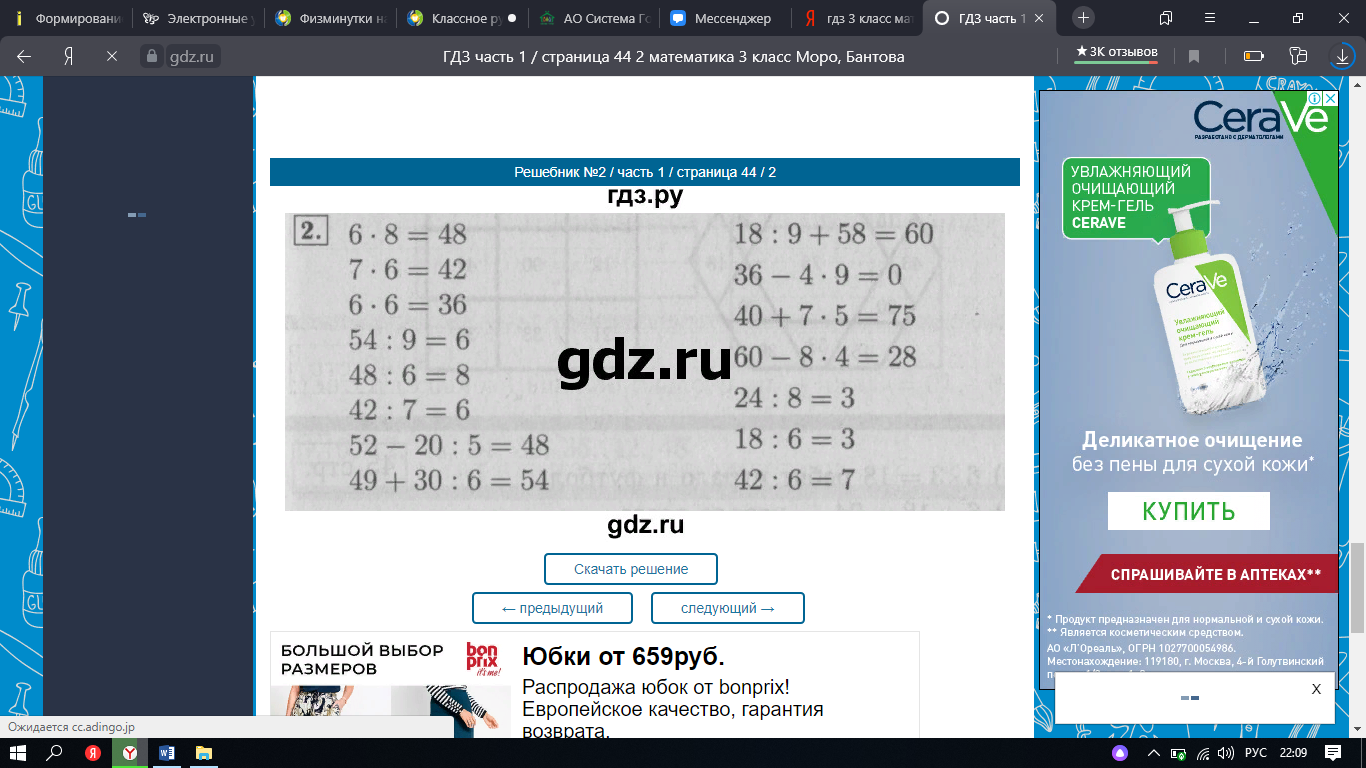 Формировани
Электронные у
Физминутки на
Классное ру
АО Система Го
Мессенджер
гдз 3 класс мат
ГДЗ часть 1
gdz.ru
ГДЗ часть 1 / страница 44 2 математика 3 класс Моро, Бантова
★ 3K отзывов
Решебник №2 / часть 1 / страница 44 / 2
гдз.ру
2.
6 · 8 = 48
7 · 6 = 42
6 · 6 = 36
54 : 9 = 6
48 : 6 = 8
42 : 7 = 6
52 − 20 : 5 = 48
49 + 30 : 6 = 54
18 : 9 + 58 = 60
36 − 4 · 9 = 0
40 + 7 · 5 = 75
60 − 8 · 4 = 28
24 : 8 = 3
18 : 6 = 3
42 : 6 = 7
gdz.ru
gdz.ru
Скачать решение
← предыдущий
следующий →
БОЛЬШОЙ ВЫБОР
РАЗМЕРОВ
bon
prix
it's me!
Юбки от 659руб.
Распродажа юбок от bonprix!
Европейское качество, гарантия
возврата.
CeraVe
РАЗРАБОТАНО С ДЕРМАТОЛОГАМИ
УВЛАЖНЯЮЩИЙ
ОЧИЩАЮЩИЙ
КРЕМ-ГЕЛЬ
CERAVE
CeraVe
Увлажняющий
очищающий
крем-гель
Деликатное очищение
без пены для сухой кожи*
КУПИТЬ
СПРАШИВАЙТЕ В АПТЕКАХ**
* Продукт предназначен для нормальной и сухой кожи.
** Является косметическим средством.
АО «Л'Ореаль», ОГРН 1027700054986.
Местонахождение: 119180, г. Москва, 4-й Голутвинский
X
Ожидается cc.adingo.jp
РУС
22:09